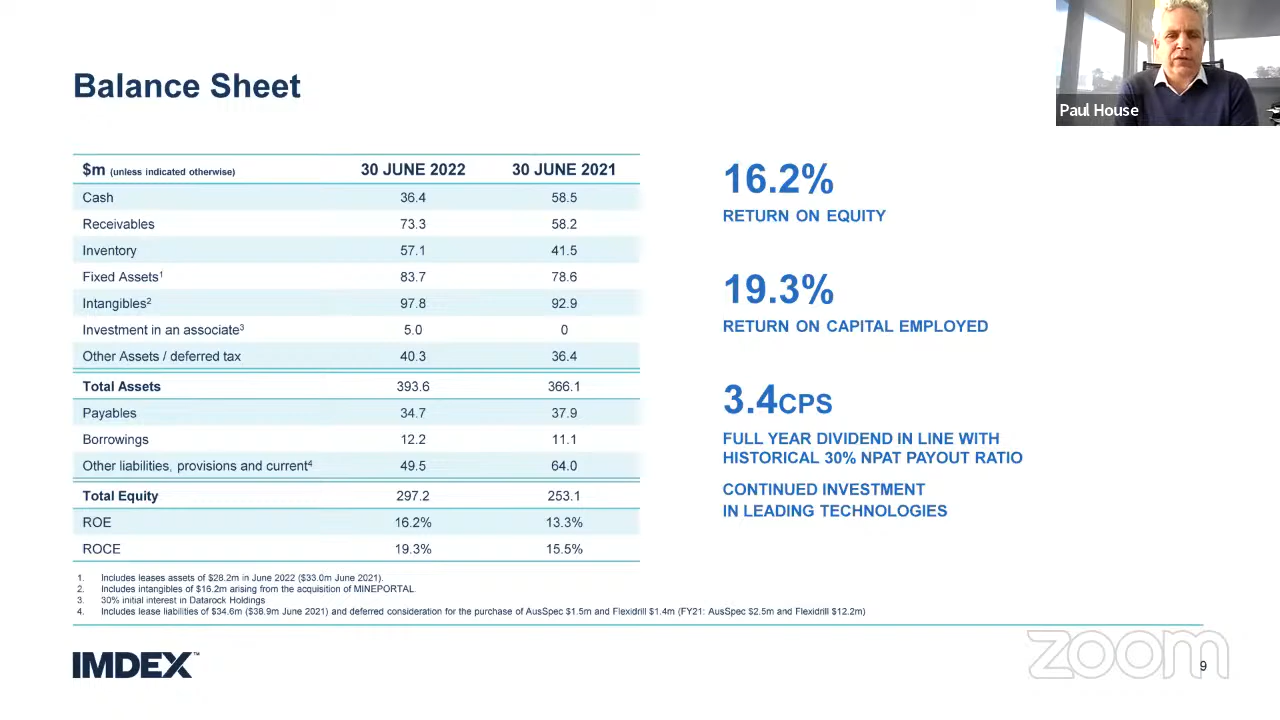 Paul House
Balance Sheet
$m (unless indicated otherwise) 30 JUNE 2022 30 JUNE 2021
Cash 36.4 58.5
Receivables 73.3 58.2
Inventory 57.1 41.5
Fixed Assets¹ 83.7 78.6
Intangibles² 97.8 92.9
Investment in an associate³ 5.0 0
Other Assets / deferred tax 40.3 36.4
Total Assets 393.6 366.1
Payables 34.7 37.9
Borrowings 12.2 11.1
Other liabilities, provisions and current⁴ 49.5 64.0
Total Equity 297.2 253.1
ROE 16.2% 13.3%
ROCE 19.3% 15.5%
16.2%
RETURN ON EQUITY
19.3%
RETURN ON CAPITAL EMPLOYED
3.4CPS
FULL YEAR DIVIDEND IN LINE WITH
HISTORICAL 30% NPAT PAYOUT RATIO
CONTINUED INVESTMENT
IN LEADING TECHNOLOGIES
1. Includes leases assets of $28.2m in June 2022 ($33.0m June 2021).
2. Includes intangibles of $16.2m arising from the acquisition of MINEPORTAL.
3. 30% initial interest in Datarock Holdings
4. Includes lease liabilities of $34.6m ($38.9m June 2021) and deferred consideration for the purchase of AusSpec $1.5m and Flexidrill $1.4m (FY21: AusSpec $2.5m and Flexidrill $12.2m)
IMDEX™
zoom
9